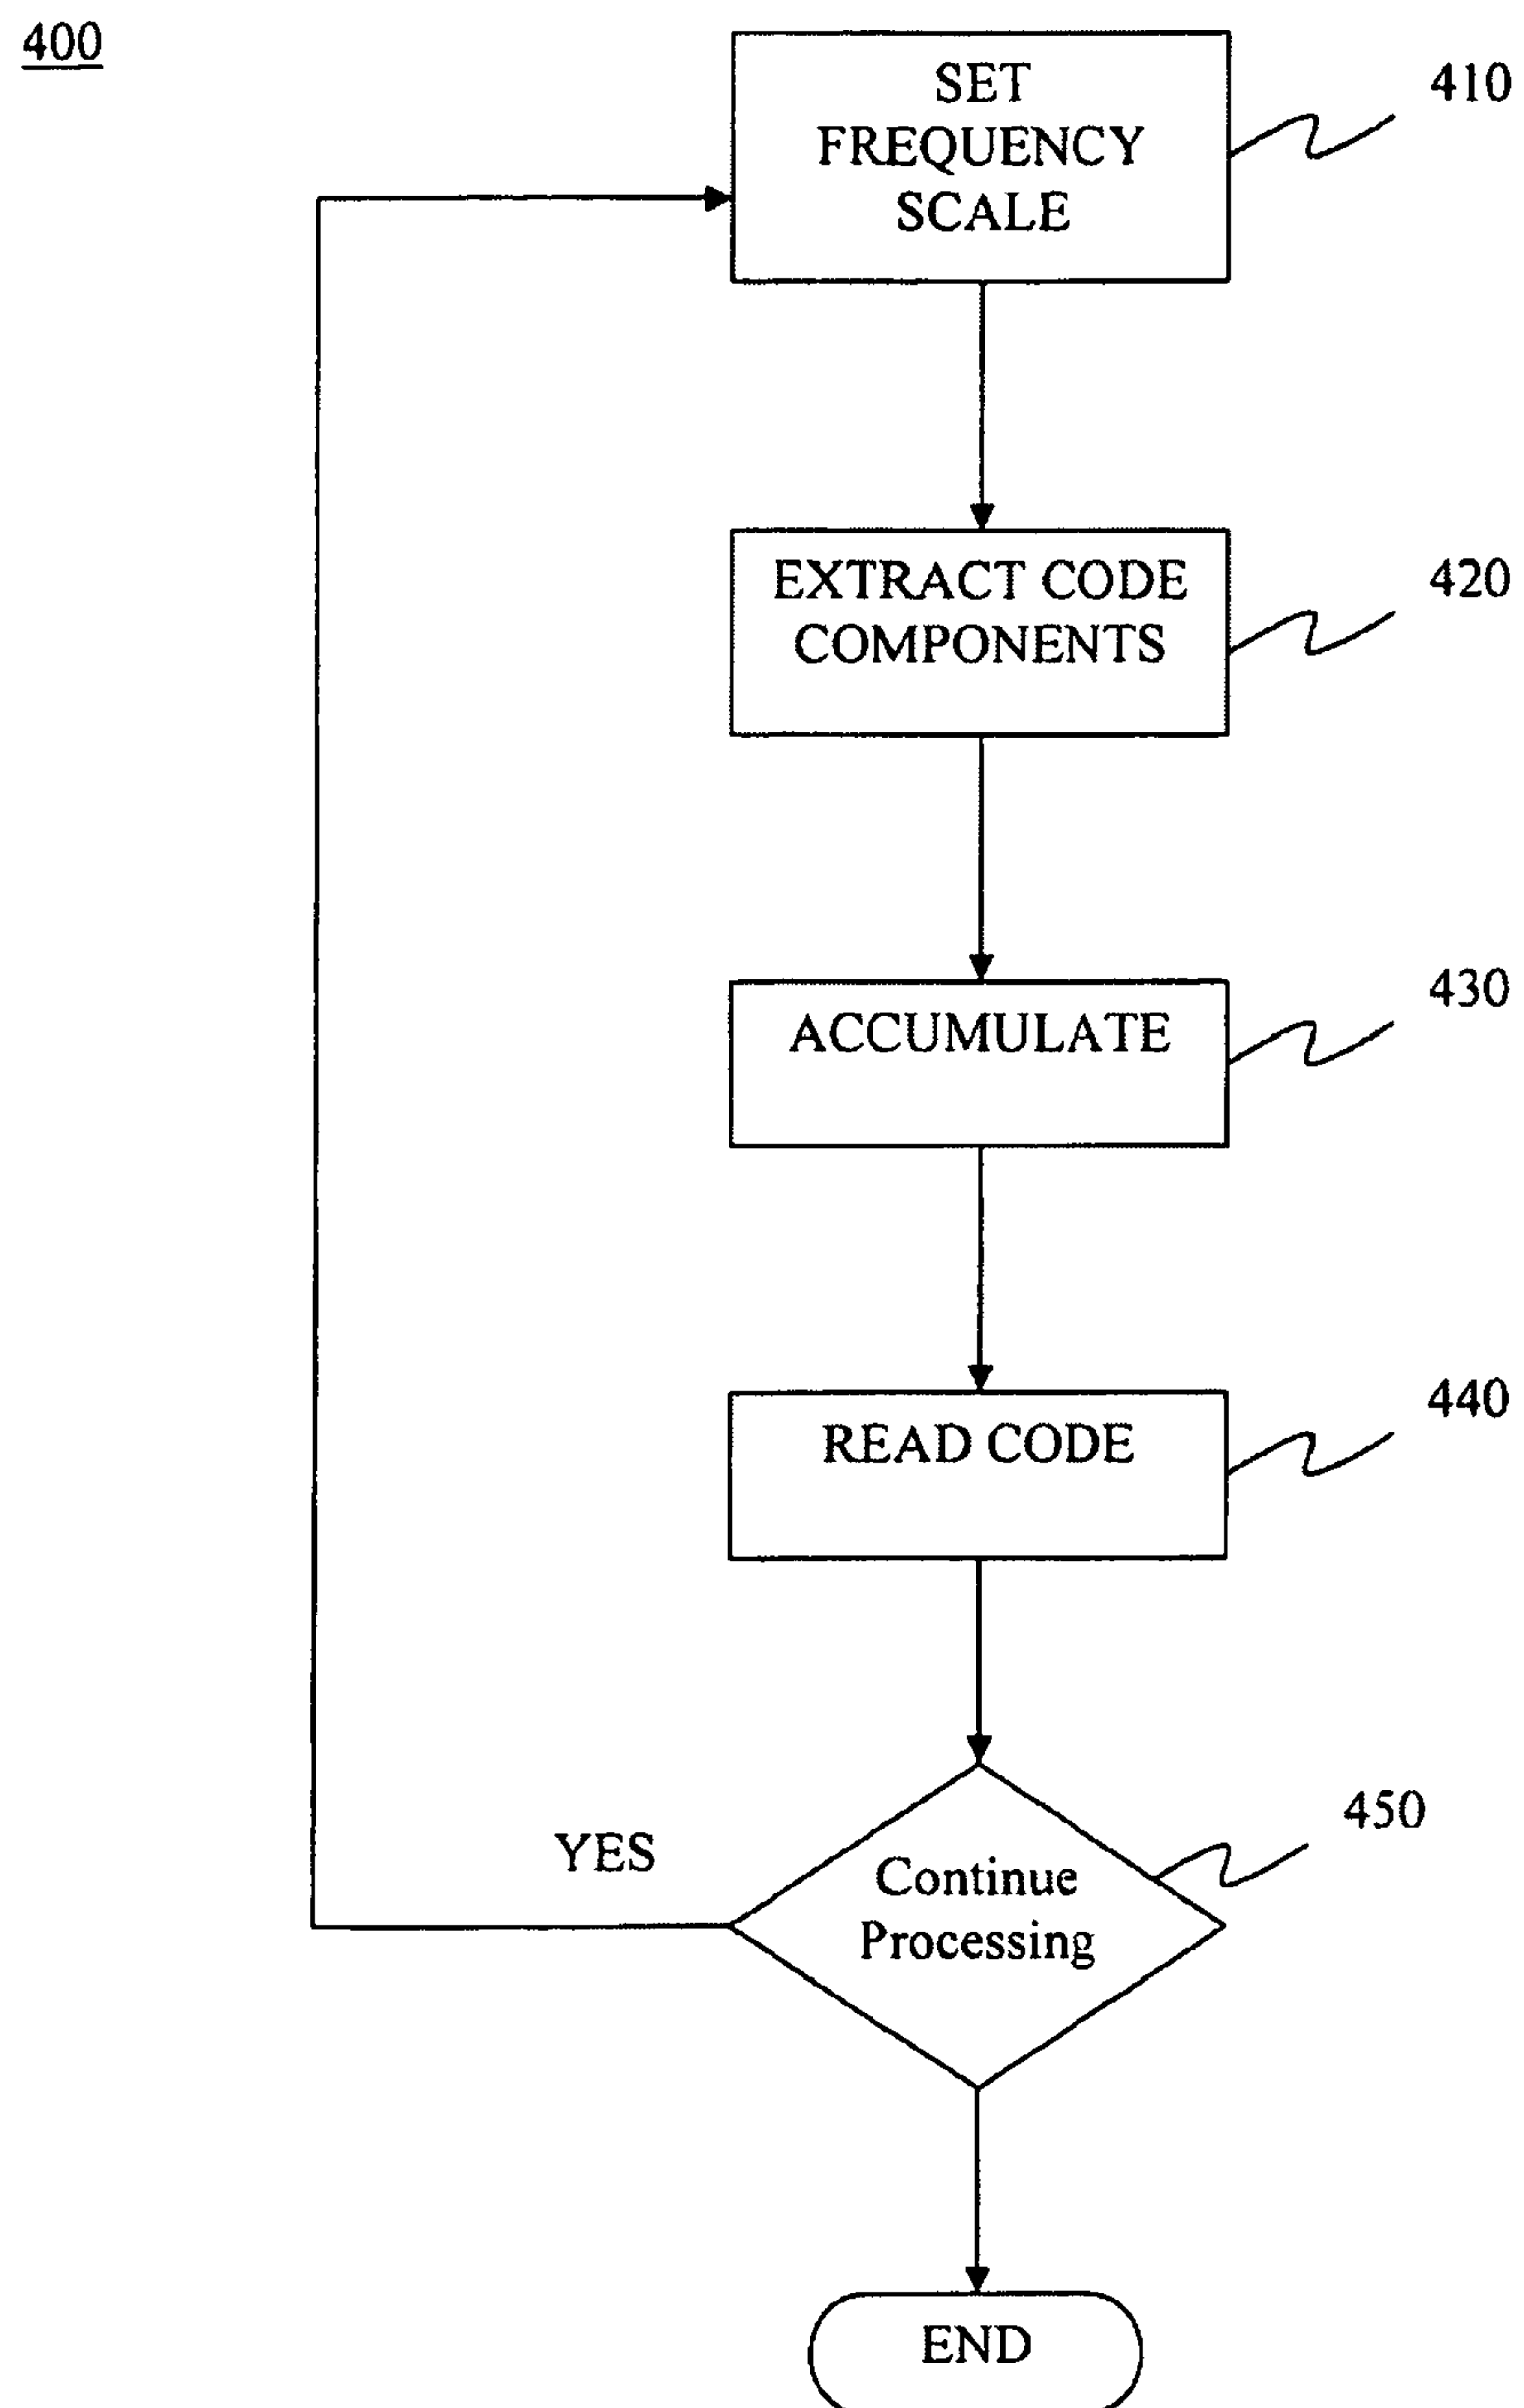 400
SET
FREQUENCY
SCALE
410
EXTRACT CODE
COMPONENTS
420
ACCUMULATE
430
READ CODE
440
YES
Continue
Processing
450
END